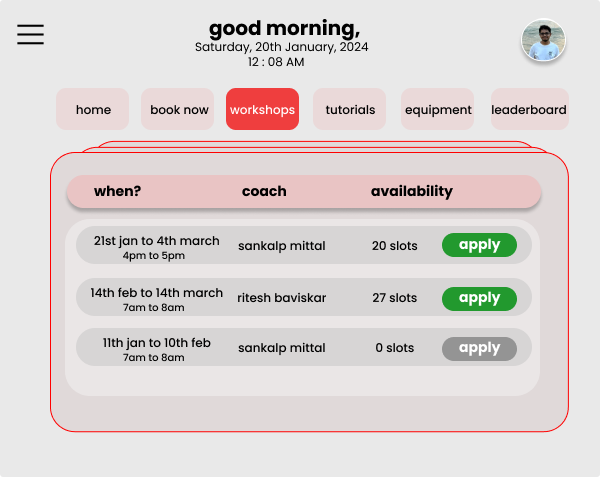 good morning,
Saturday, 20th January, 2024
12 : 08 AM
home book now workshops tutorials equipment leaderboard
when? coach availability
21st jan to 4th march sankalp mittal 20 slots apply
4pm to 5pm
14th feb to 14th march ritesh baviskar 27 slots apply
7am to 8am
11th jan to 10th feb sankalp mittal 0 slots apply
7am to 8am